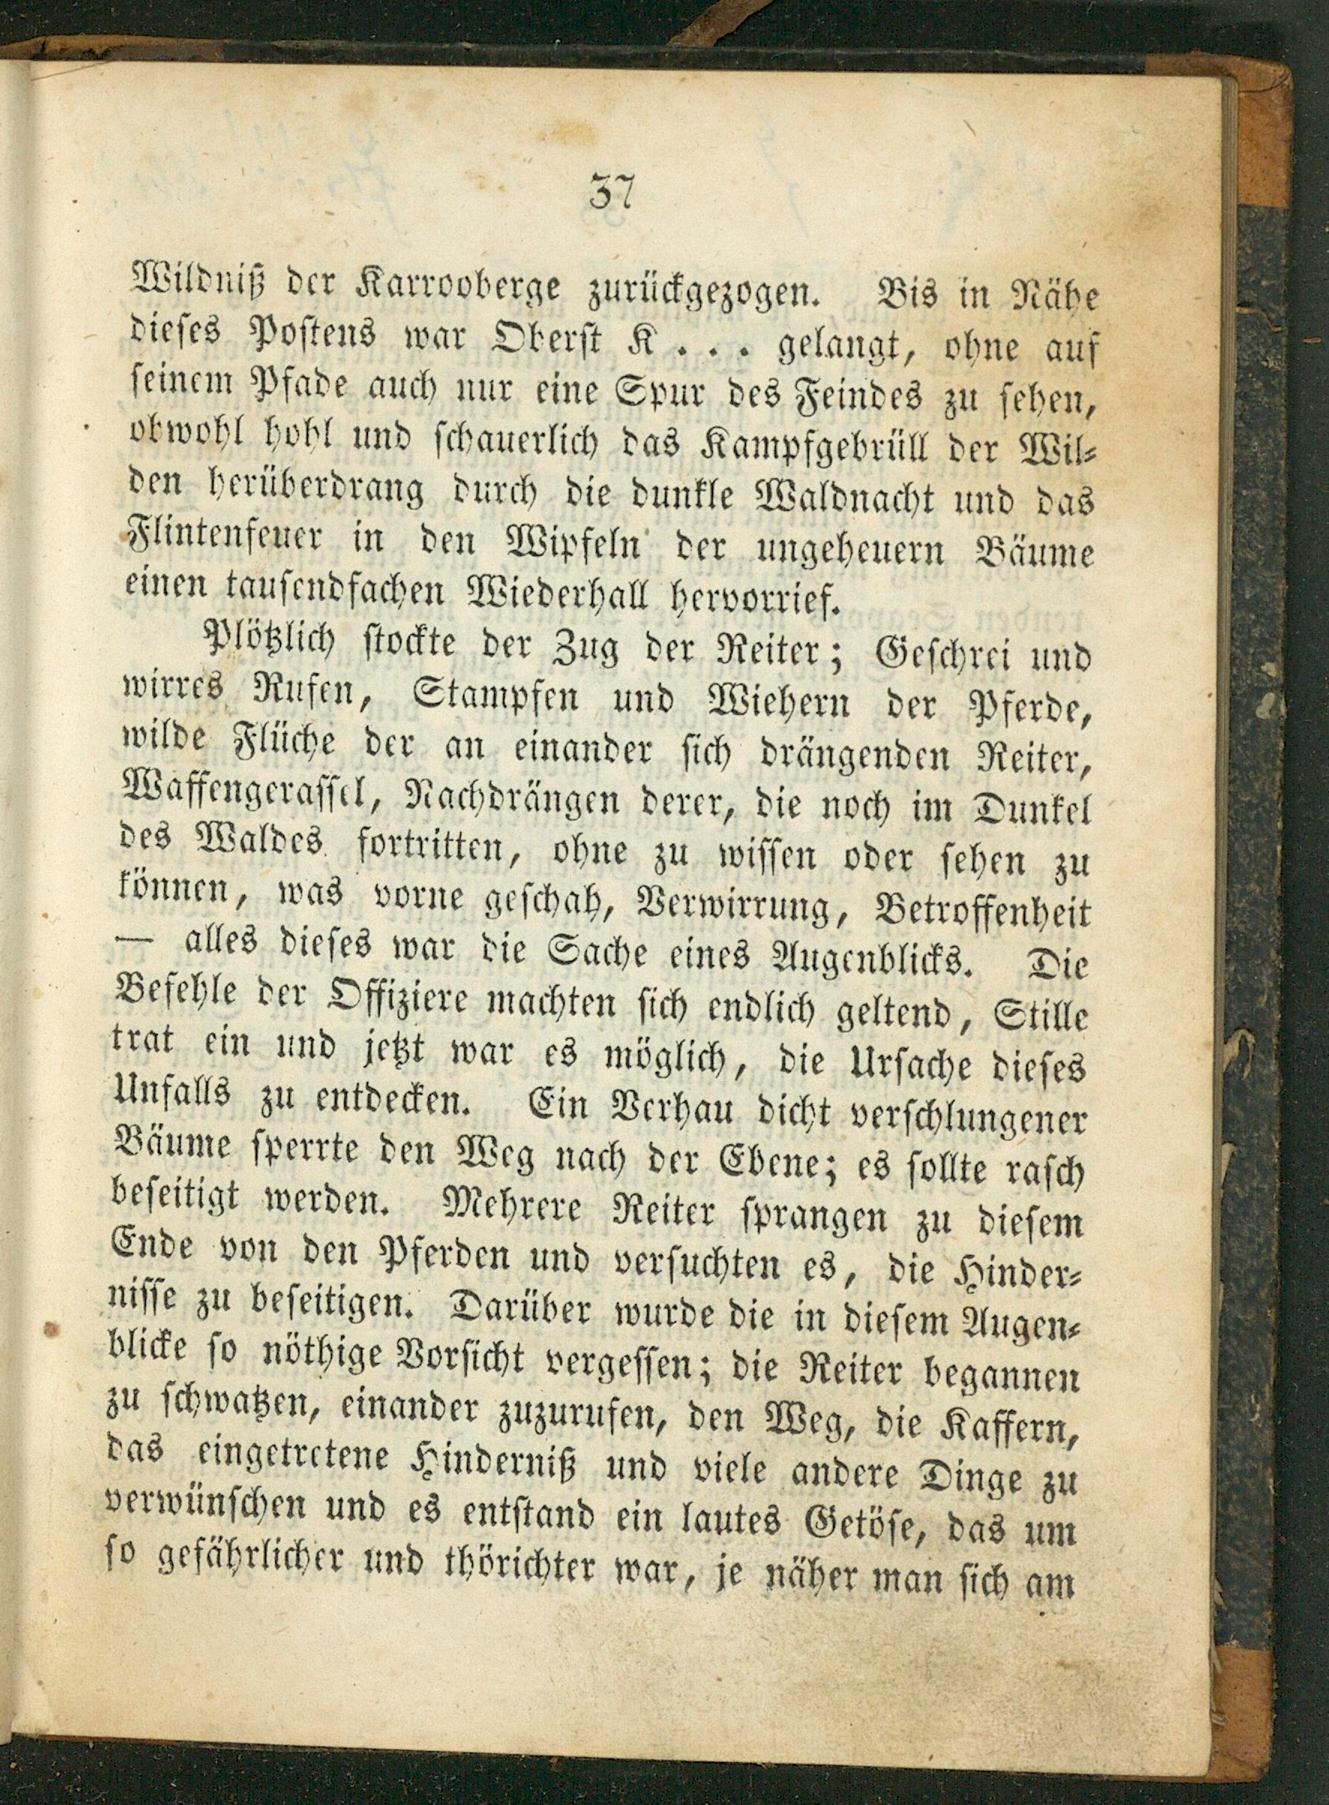 37
Wildniß der Karrooberge zurückgezogen. Bis in Nähe
dieses Postens war Oberst K . . . gelangt, ohne auf
seinem Pfade auch nur eine Spur des Feindes zu sehen,
obwohl hohl und schauerlich das Kampfgebrüll der Wil⸗
den herüberdrang durch die dunkle Waldnacht und das
Flintenfeuer in den Wipfeln der ungeheuern Bäume
einen tausendfachen Wiederhall hervorrief.
Plötzlich stockte der Zug der Reiter; Geschrei und
wirres Rufen, Stampfen und Wiehern der Pferde,
wilde Flüche der an einander sich drängenden Reiter,
Waffengerassel, Nachdrängen derer, die noch im Dunkel
des Waldes fortritten, ohne zu wissen oder sehen zu
können, was vorne geschah, Verwirrung, Betroffenheit
— alles dieses war die Sache eines Augenblicks. Die
Befehle der Offiziere machten sich endlich geltend, Stille
trat ein und jetzt war es möglich, die Ursache dieses
Unfalls zu entdecken. Ein Verhau dicht verschlungener
Bäume sperrte den Weg nach der Ebene; es sollte rasch
beseitigt werden. Mehrere Reiter sprangen zu diesem
Ende von den Pferden und versuchten es, die Hinder⸗
nisse zu beseitigen. Darüber wurde die in diesem Augen⸗
blicke so nöthige Vorsicht vergessen; die Reiter begannen
zu schwatzen, einander zuzurufen, den Weg, die Kaffern,
das eingetretene Hinderniß und viele andere Dinge zu
verwünschen und es entstand ein lautes Getöse, das um
so gefährlicher und thörichter war, je näher man sich am